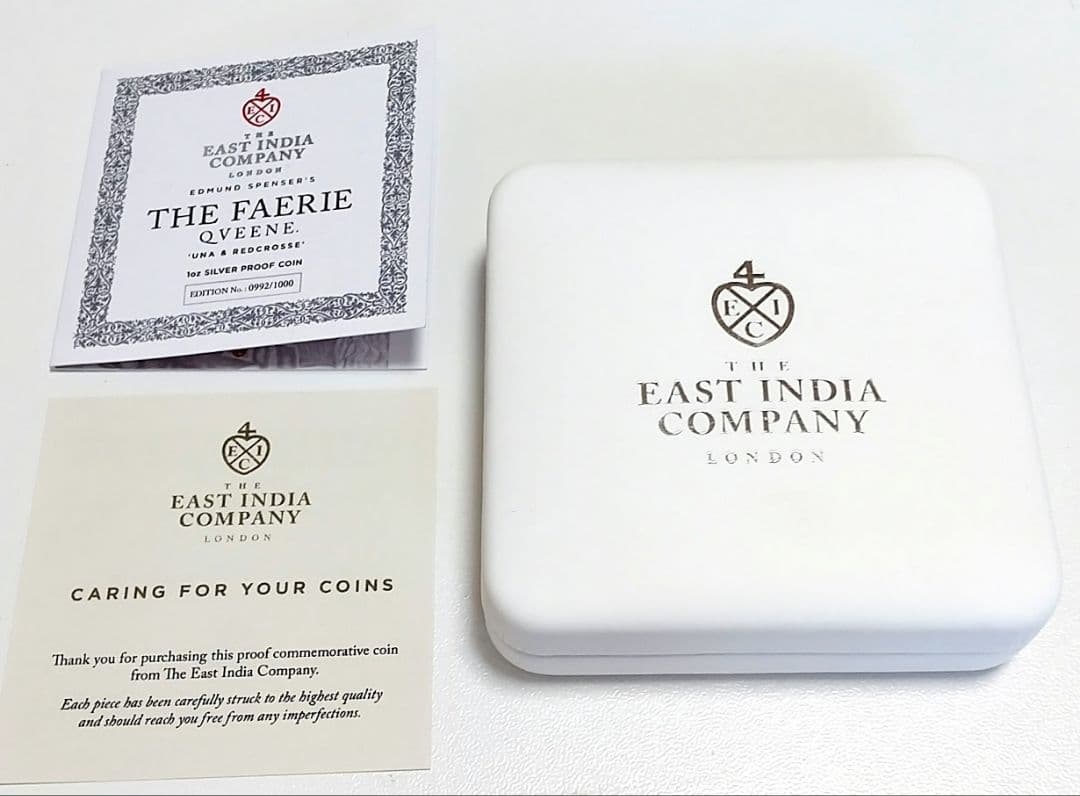 4
E I
C
THE
EAST INDIA
COMPANY
LONDON
EDMUND SPENSER'S
THE FAERIE
QVEENE.
'UNA & REDCROSSE'
1oz SILVER PROOF COIN
EDITION No.: 0992/1000
4
E I
C
THE
EAST INDIA
COMPANY
LONDON
CARING FOR YOUR COINS
Thank you for purchasing this proof commemorative coin
from The East India Company.
Each piece has been carefully struck to the highest quality
and should reach you free from any imperfections.
4
E I
C
THE
EAST INDIA
COMPANY
LONDON